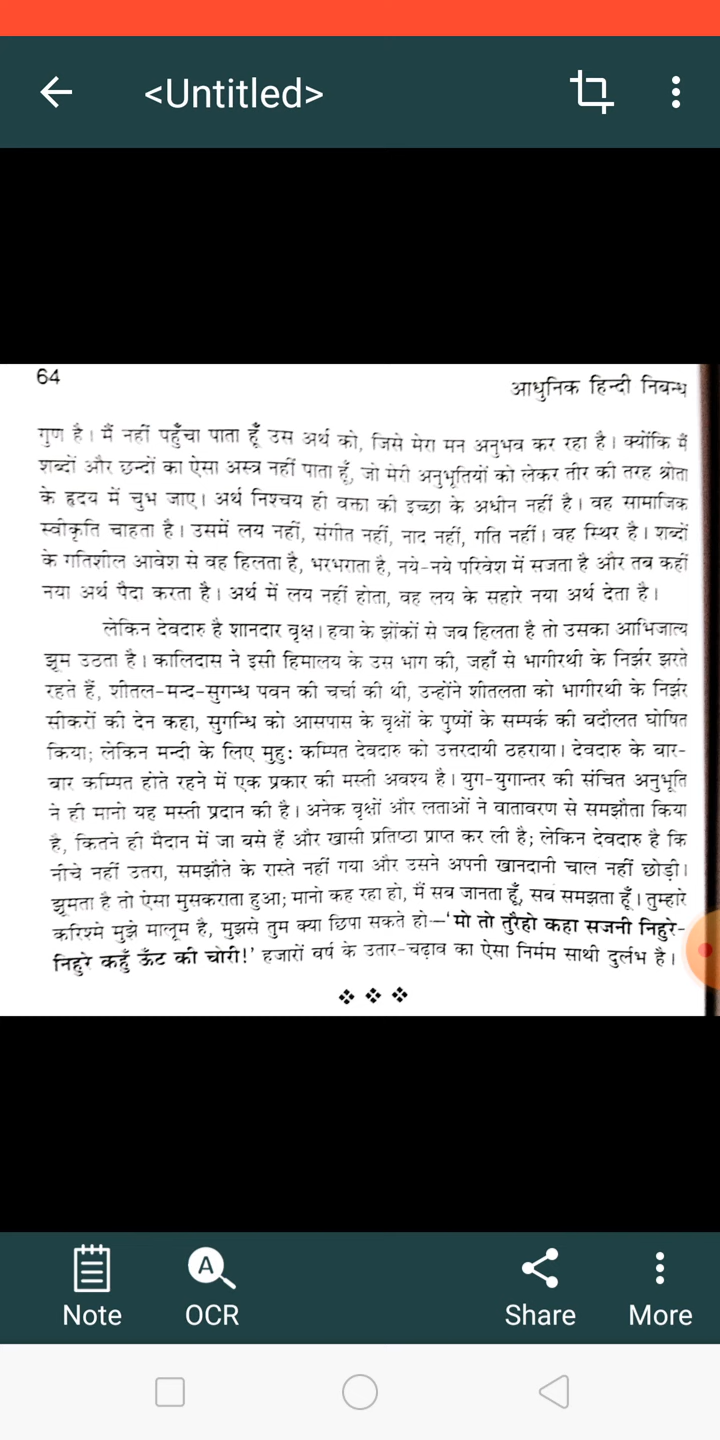 <Untitled>
64
आधुनिक हिन्दी निबन्ध
गुण है। मैं नहीं पहुँचा पाता हूँ उस अर्थ को, जिसे मेरा मन अनुभव कर रहा है। क्योंकि मैं
शब्दों और छन्दों का ऐसा अस्त्र नहीं पाता हूँ, जो मेरी अनुभूतियों को लेकर तीर की तरह श्रोता
के हृदय में चुभ जाए। अर्थ निश्चय ही वक्ता की इच्छा के अधीन नहीं है। वह सामाजिक
स्वीकृति चाहता है। उसमें लय नहीं, संगीत नहीं, नाद नहीं, गति नहीं। वह स्थिर है। शब्दों
के गतिशील आवेश से वह हिलता है, भरभराता है, नये-नये परिवेश में सजता है और तब कहीं
नया अर्थ पैदा करता है। अर्थ में लय नहीं होता, वह लय के सहारे नया अर्थ देता है।
लेकिन देवदारु है शानदार वृक्ष। हवा के झोंकों से जब हिलता है तो उसका आभिजात्य
झूम उठता है। कालिदास ने इसी हिमालय के उस भाग की, जहाँ से भागीरथी के निर्झर झरते
रहते हैं, शीतल-मन्द-सुगन्ध पवन की चर्चा की थी, उन्होंने शीतलता को भागीरथी के निर्झर
सीकरों की देन कहा, सुगन्धि को आसपास के वृक्षों के पुष्पों के सम्पर्क की बदौलत घोषित
किया; लेकिन मन्दी के लिए मुहुः कम्पित देवदारु को उत्तरदायी ठहराया। देवदारु के बार-
बार कम्पित होते रहने में एक प्रकार की मस्ती अवश्य है। युग-युगान्तर की संचित अनुभूति
ने ही मानो यह मस्ती प्रदान की है। अनेक वृक्षों और लताओं ने वातावरण से समझौता किया
है, कितने ही मैदान में जा बसे हैं और खासी प्रतिष्ठा प्राप्त कर ली है; लेकिन देवदारु है कि
नीचे नहीं उतरा, समझौते के रास्ते नहीं गया और उसने अपनी खानदानी चाल नहीं छोड़ी।
झूमता है तो ऐसा मुसकराता हुआ; मानो कह रहा हो, मैं सब जानता हूँ, सब समझता हूँ। तुम्हारे
करिश्मे मुझे मालूम है, मुझसे तुम क्या छिपा सकते हो—‘मो तो तुरैहो कहा सजनी निहुरे-
निहुरे कहुँ ऊँट की चोरी!’ हजारों वर्ष के उतार-चढ़ाव का ऐसा निर्मम साथी दुर्लभ है।
Note
OCR
Share
More